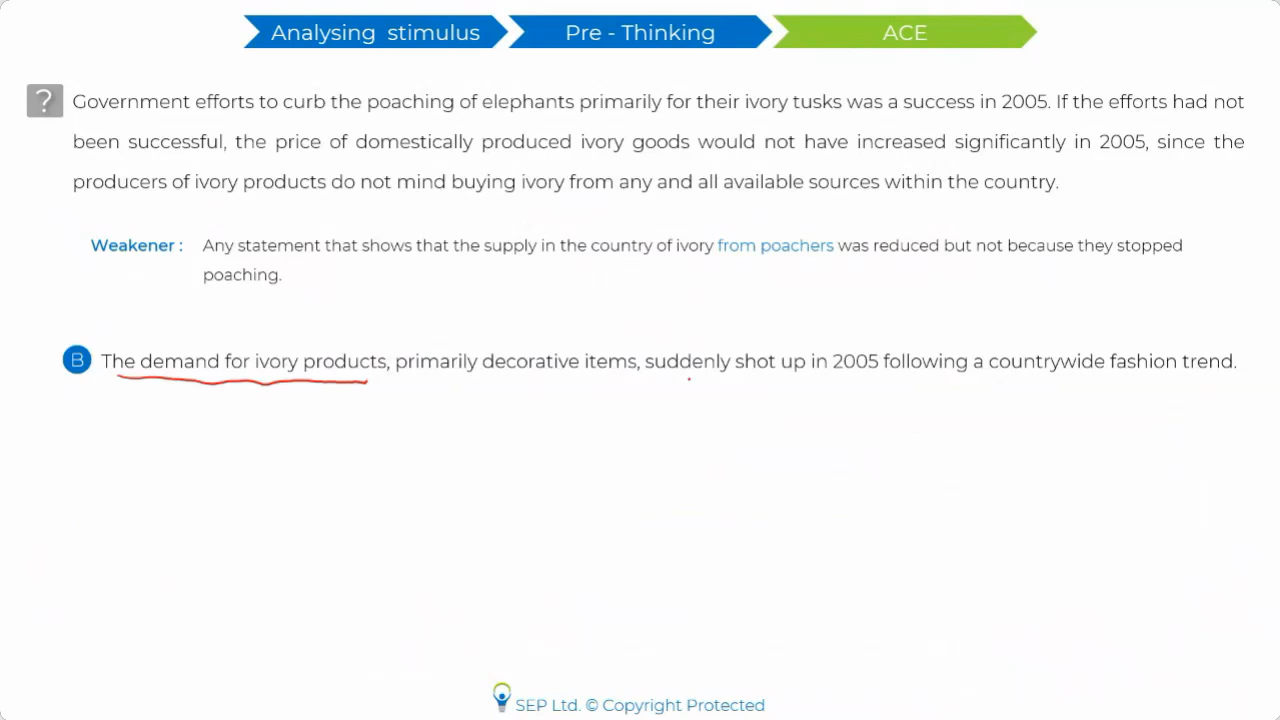 Analysing stimulus Pre - Thinking ACE
? Government efforts to curb the poaching of elephants primarily for their ivory tusks was a success in 2005. If the efforts had not
been successful, the price of domestically produced ivory goods would not have increased significantly in 2005, since the
producers of ivory products do not mind buying ivory from any and all available sources within the country.
Weakener : Any statement that shows that the supply in the country of ivory from poachers was reduced but not because they stopped
poaching.
B The demand for ivory products, primarily decorative items, suddenly shot up in 2005 following a countrywide fashion trend.
SEP Ltd. © Copyright Protected